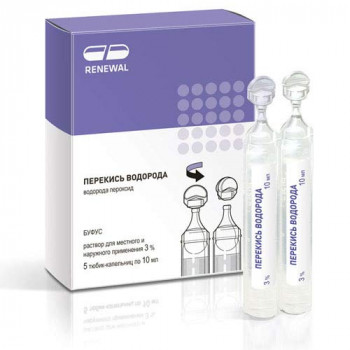 RENEWAL
ПЕРЕКИСЬ ВОДОРОДА
водорода пероксид
БУФУС
раствор для местного и
наружного применения 3 %
5 тюбик-капельниц по 10 мл
3 % ПЕРЕКИСЬ ВОДОРОДА 10 мл
3 % ПЕРЕКИСЬ ВОДОРОДА 10 мл